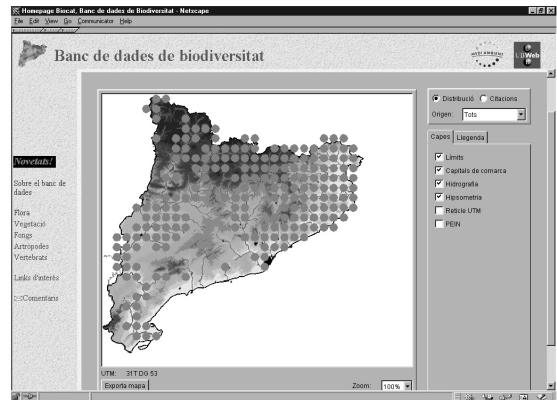 Homepage Biocat, Banc de dades de Biodiversitat - Netscape
File Edit View Go Communicator Help
Banc de dades de biodiversitat
MEDI AMBIENT
Novetats!
Sobre el banc de
dades
Flora
Vegetació
Fongs
Artròpodes
Vertebrats
Links d'interès
Comentaris
Distribució Citacions
Origen: Tots
Capes Llegenda
Límits
Capitals de comarca
Hidrografia
Hipsometria
Reticle UTM
PEIN
UTM: 31T DG 53
Exporta mapa Zoom: 100%